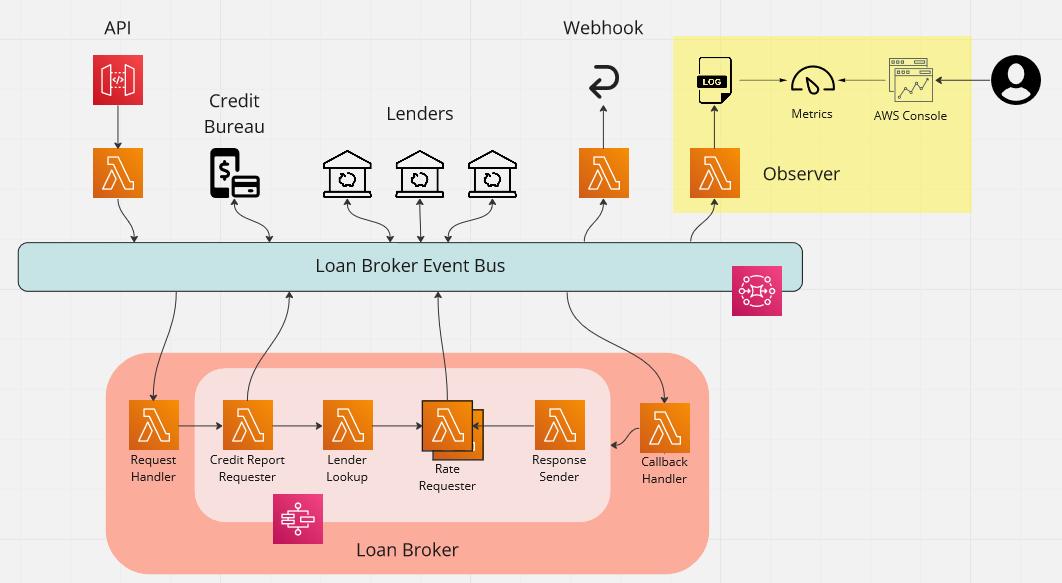 API
Webhook
Credit
Bureau
Lenders
LOG
Metrics
AWS Console
Observer
Loan Broker Event Bus
Request
Handler
Credit Report
Requester
Lender
Lookup
Rate
Requester
Response
Sender
Callback
Handler
Loan Broker